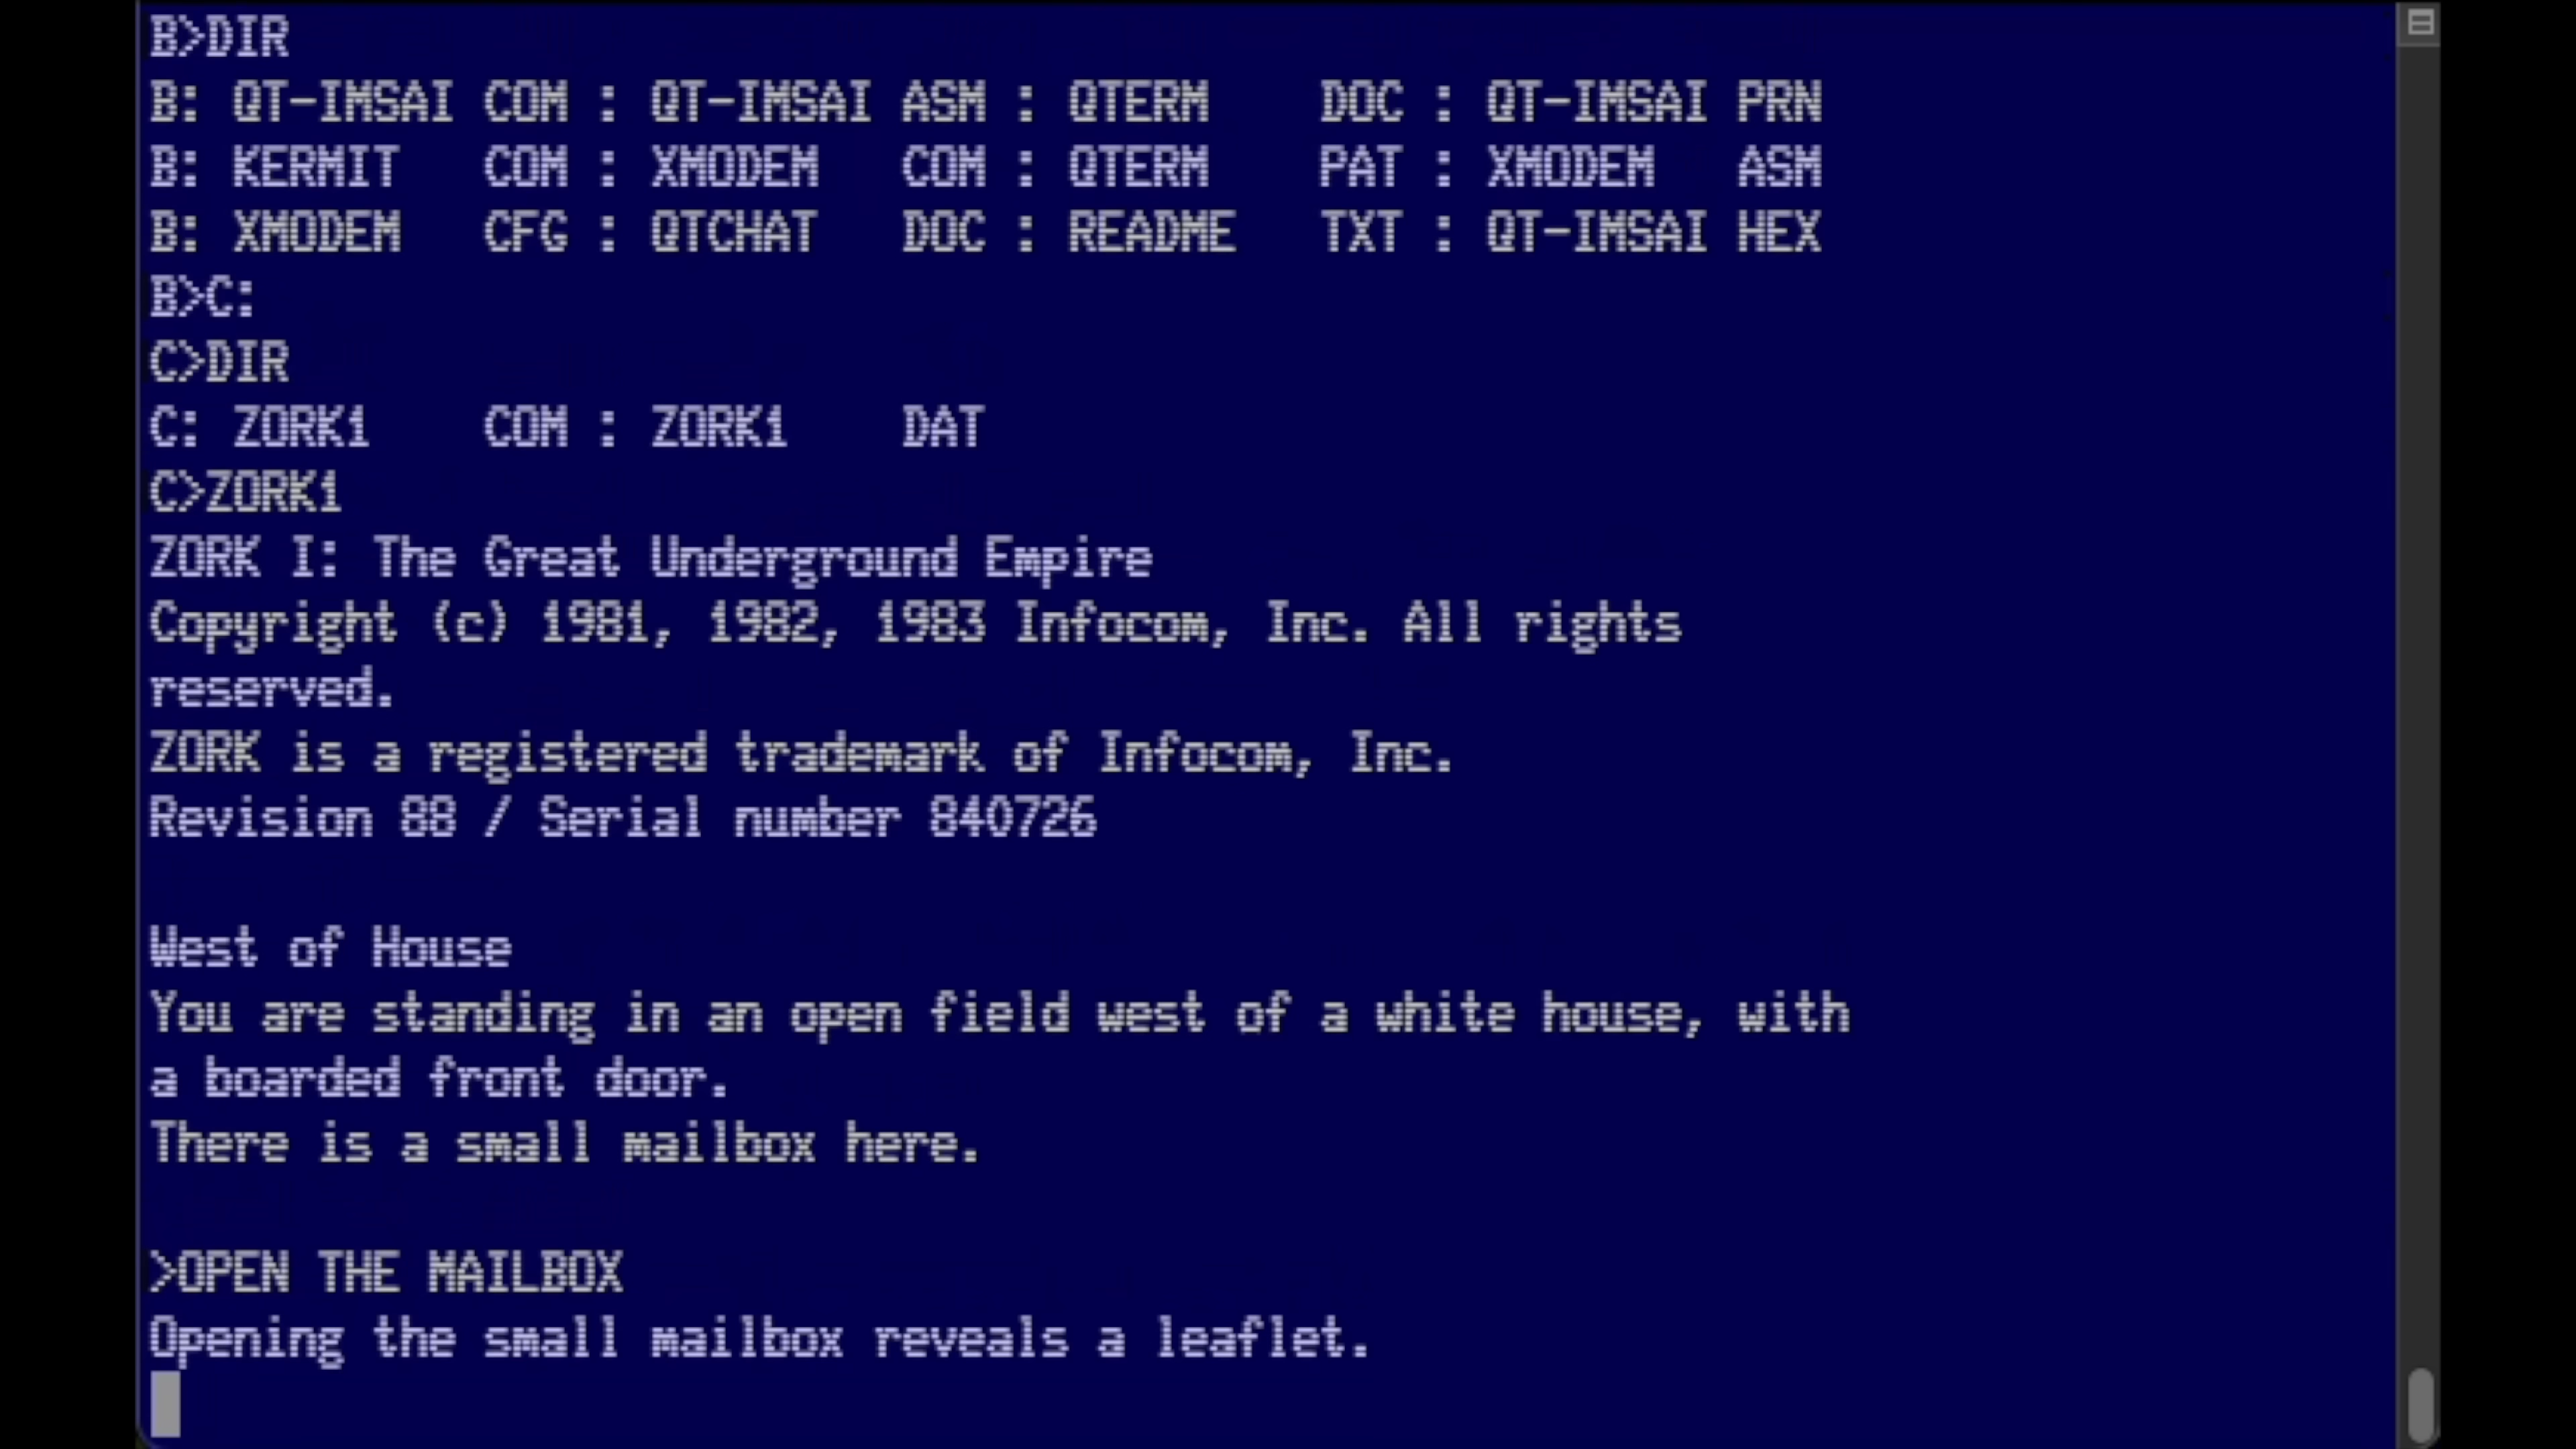 B>DIR
B: QT-IMSAI COM : QT-IMSAI ASM : QTERM    DOC : QT-IMSAI PRN
B: KERMIT   COM : XMODEM   COM : QTERM    PAT : XMODEM   ASM
B: XMODEM   CFG : QTCHAT   DOC : README   TXT : QT-IMSAI HEX
B>C:
C>DIR
C: ZORK1    COM : ZORK1    DAT
C>ZORK1
ZORK I: The Great Underground Empire
Copyright (c) 1981, 1982, 1983 Infocom, Inc. All rights
reserved.
ZORK is a registered trademark of Infocom, Inc.
Revision 88 / Serial number 840726
West of House
You are standing in an open field west of a white house, with
a boarded front door.
There is a small mailbox here.
>OPEN THE MAILBOX
Opening the small mailbox reveals a leaflet.